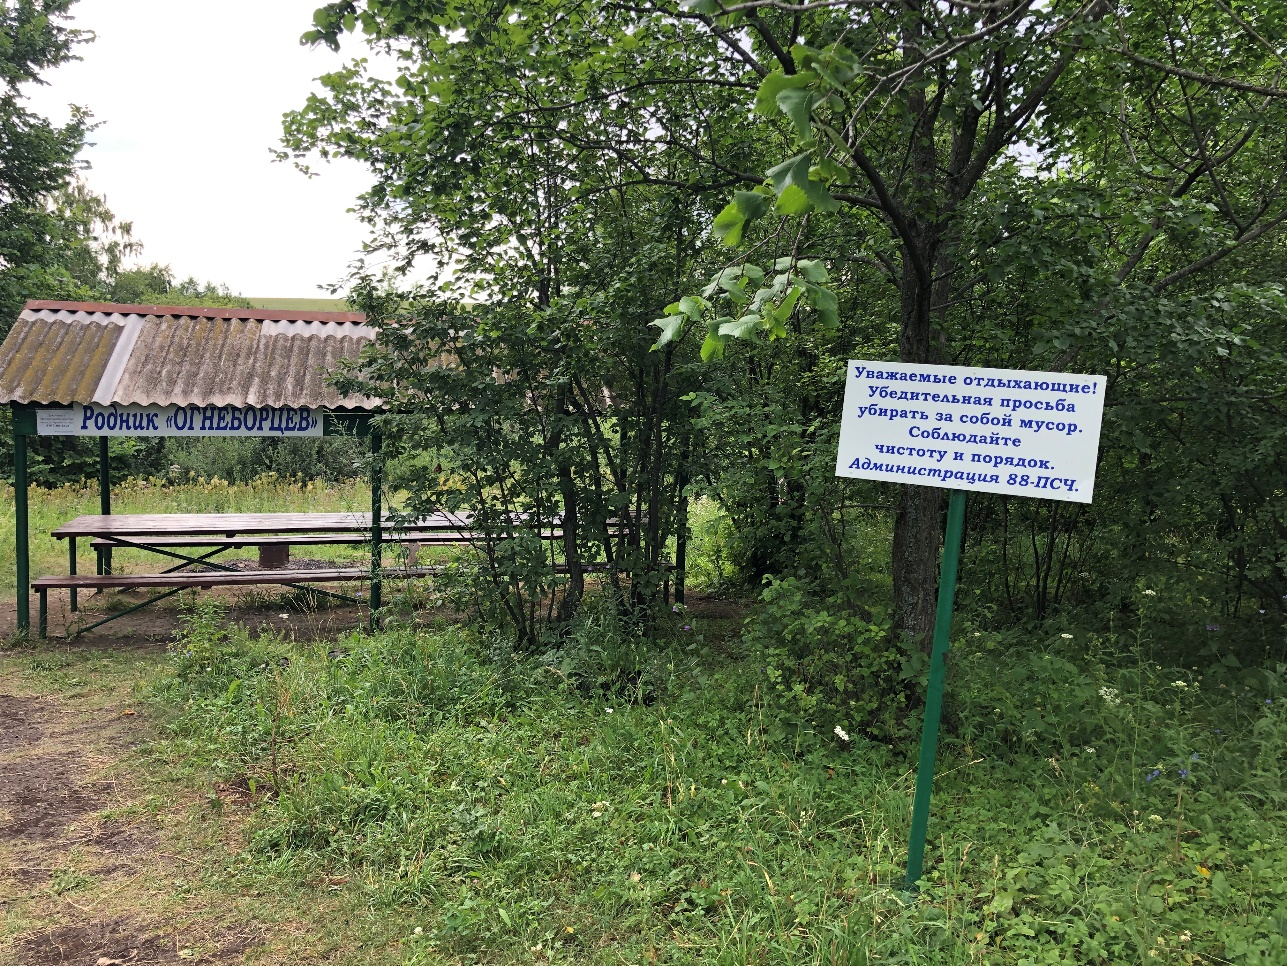 Родник «ОГНЕБОРЦЕВ»
Уважаемые отдыхающие!
Убедительная просьба
убирать за собой мусор.
Соблюдайте
чистоту и порядок.
Администрация 88-ПСЧ.